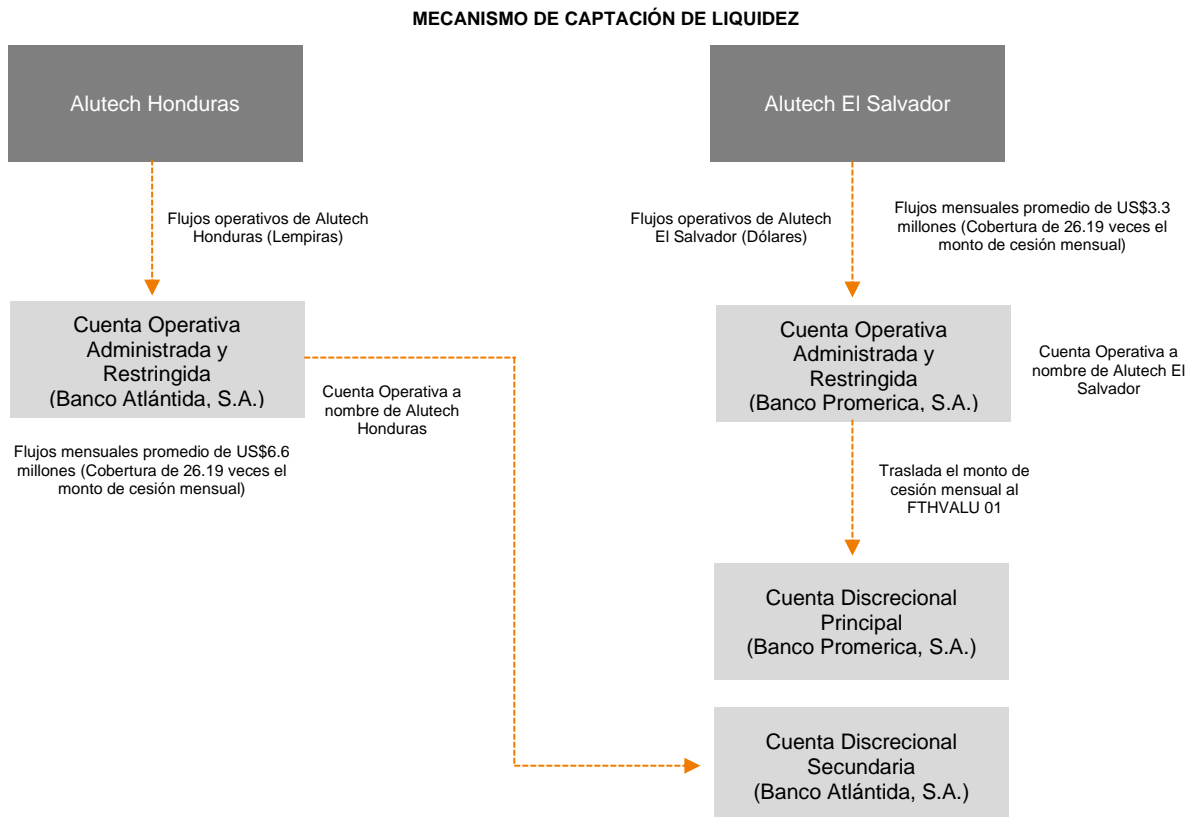 MECANISMO DE CAPTACIÓN DE LIQUIDEZ
Alutech Honduras
Alutech El Salvador
Flujos operativos de Alutech
Honduras (Lempiras)
Flujos operativos de Alutech
El Salvador (Dólares)
Flujos mensuales promedio de US$3.3
millones (Cobertura de 26.19 veces el
monto de cesión mensual)
Cuenta Operativa
Administrada y
Restringida
(Banco Atlántida, S.A.)
Cuenta Operativa a
nombre de Alutech
Honduras
Flujos mensuales promedio de US$6.6
millones (Cobertura de 26.19 veces el
monto de cesión mensual)
Cuenta Operativa
Administrada y
Restringida
(Banco Promerica, S.A.)
Cuenta Operativa a
nombre de Alutech El
Salvador
Traslada el monto de
cesión mensual al
FTHVALU 01
Cuenta Discrecional
Principal
(Banco Promerica, S.A.)
Cuenta Discrecional
Secundaria
(Banco Atlántida, S.A.)